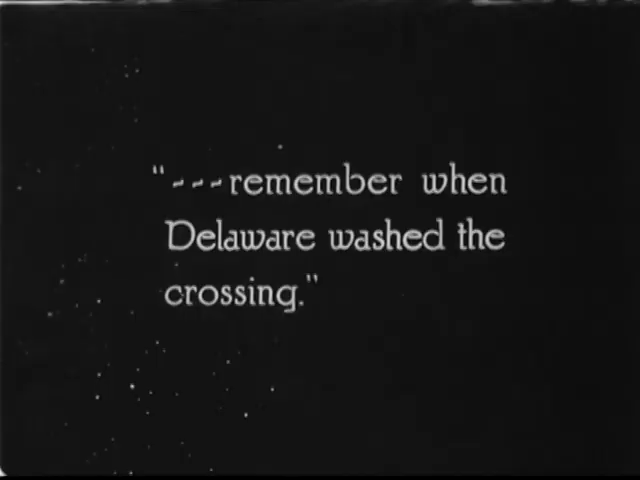 "---remember when
Delaware washed the
crossing."